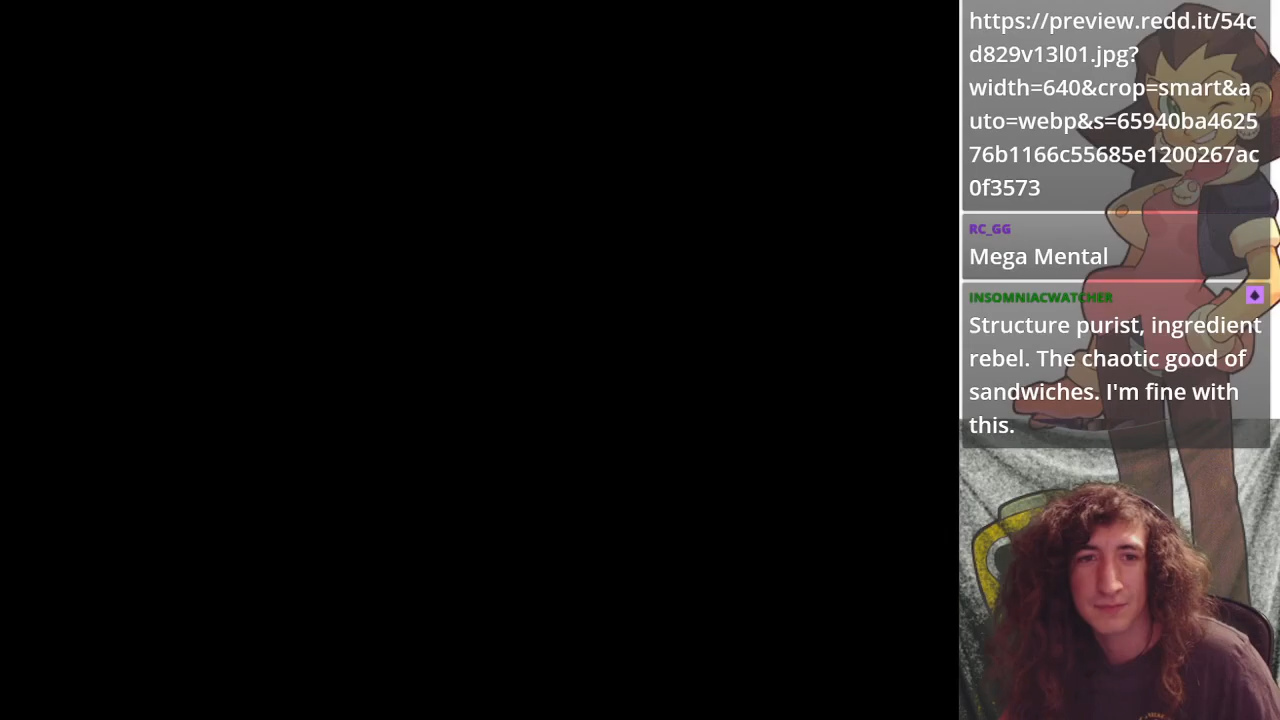 https://preview.redd.it/54c
d829v13l01.jpg?
width=640&crop=smart&a
uto=webp&s=65940ba4625
76b1166c55685e1200267ac
0f3573
RC_GG
Mega Mental
INSOMNIACWATCHER
Structure purist, ingredient
rebel. The chaotic good of
sandwiches. I'm fine with
this.